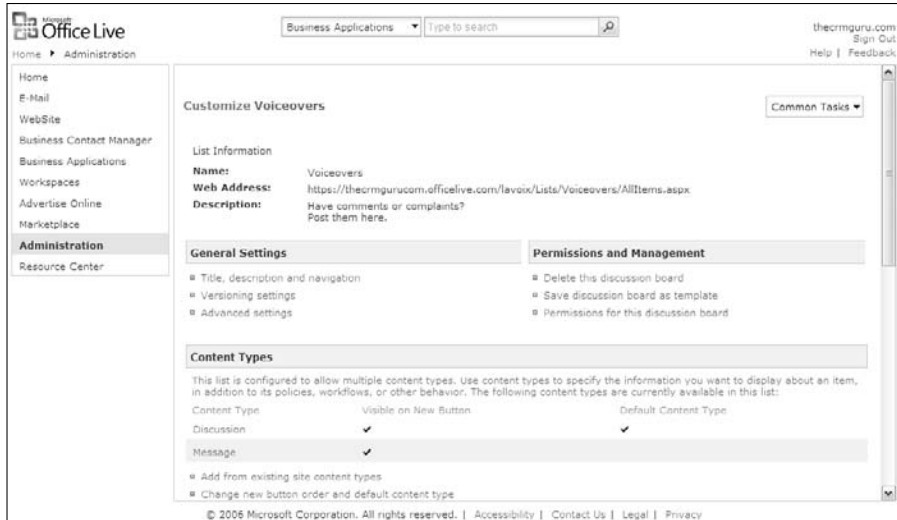 Microsoft
Office Live
Business Applications
Type to search
thecrmguru.com
Sign Out
Help | Feedback
Home ▶ Administration
Home
E-Mail
WebSite
Business Contact Manager
Business Applications
Workspaces
Advertise Online
Marketplace
Administration
Resource Center
Customize Voiceovers
Common Tasks
List Information
Name: Voiceovers
Web Address: https://thecrmgurucom.officelive.com/lavoix/Lists/Voiceovers/AllItems.aspx
Description: Have comments or complaints?
Post them here.
General Settings
Title, description and navigation
Versioning settings
Advanced settings
Permissions and Management
Delete this discussion board
Save discussion board as template
Permissions for this discussion board
Content Types
This list is configured to allow multiple content types. Use content types to specify the information you want to display about an item,
in addition to its policies, workflows, or other behavior. The following content types are currently available in this list:
Content Type Visible on New Button Default Content Type
Discussion ✔ ✔
Message ✔
Add from existing site content types
Change new button order and default content type
© 2006 Microsoft Corporation. All rights reserved. | Accessibility | Contact Us | Legal | Privacy